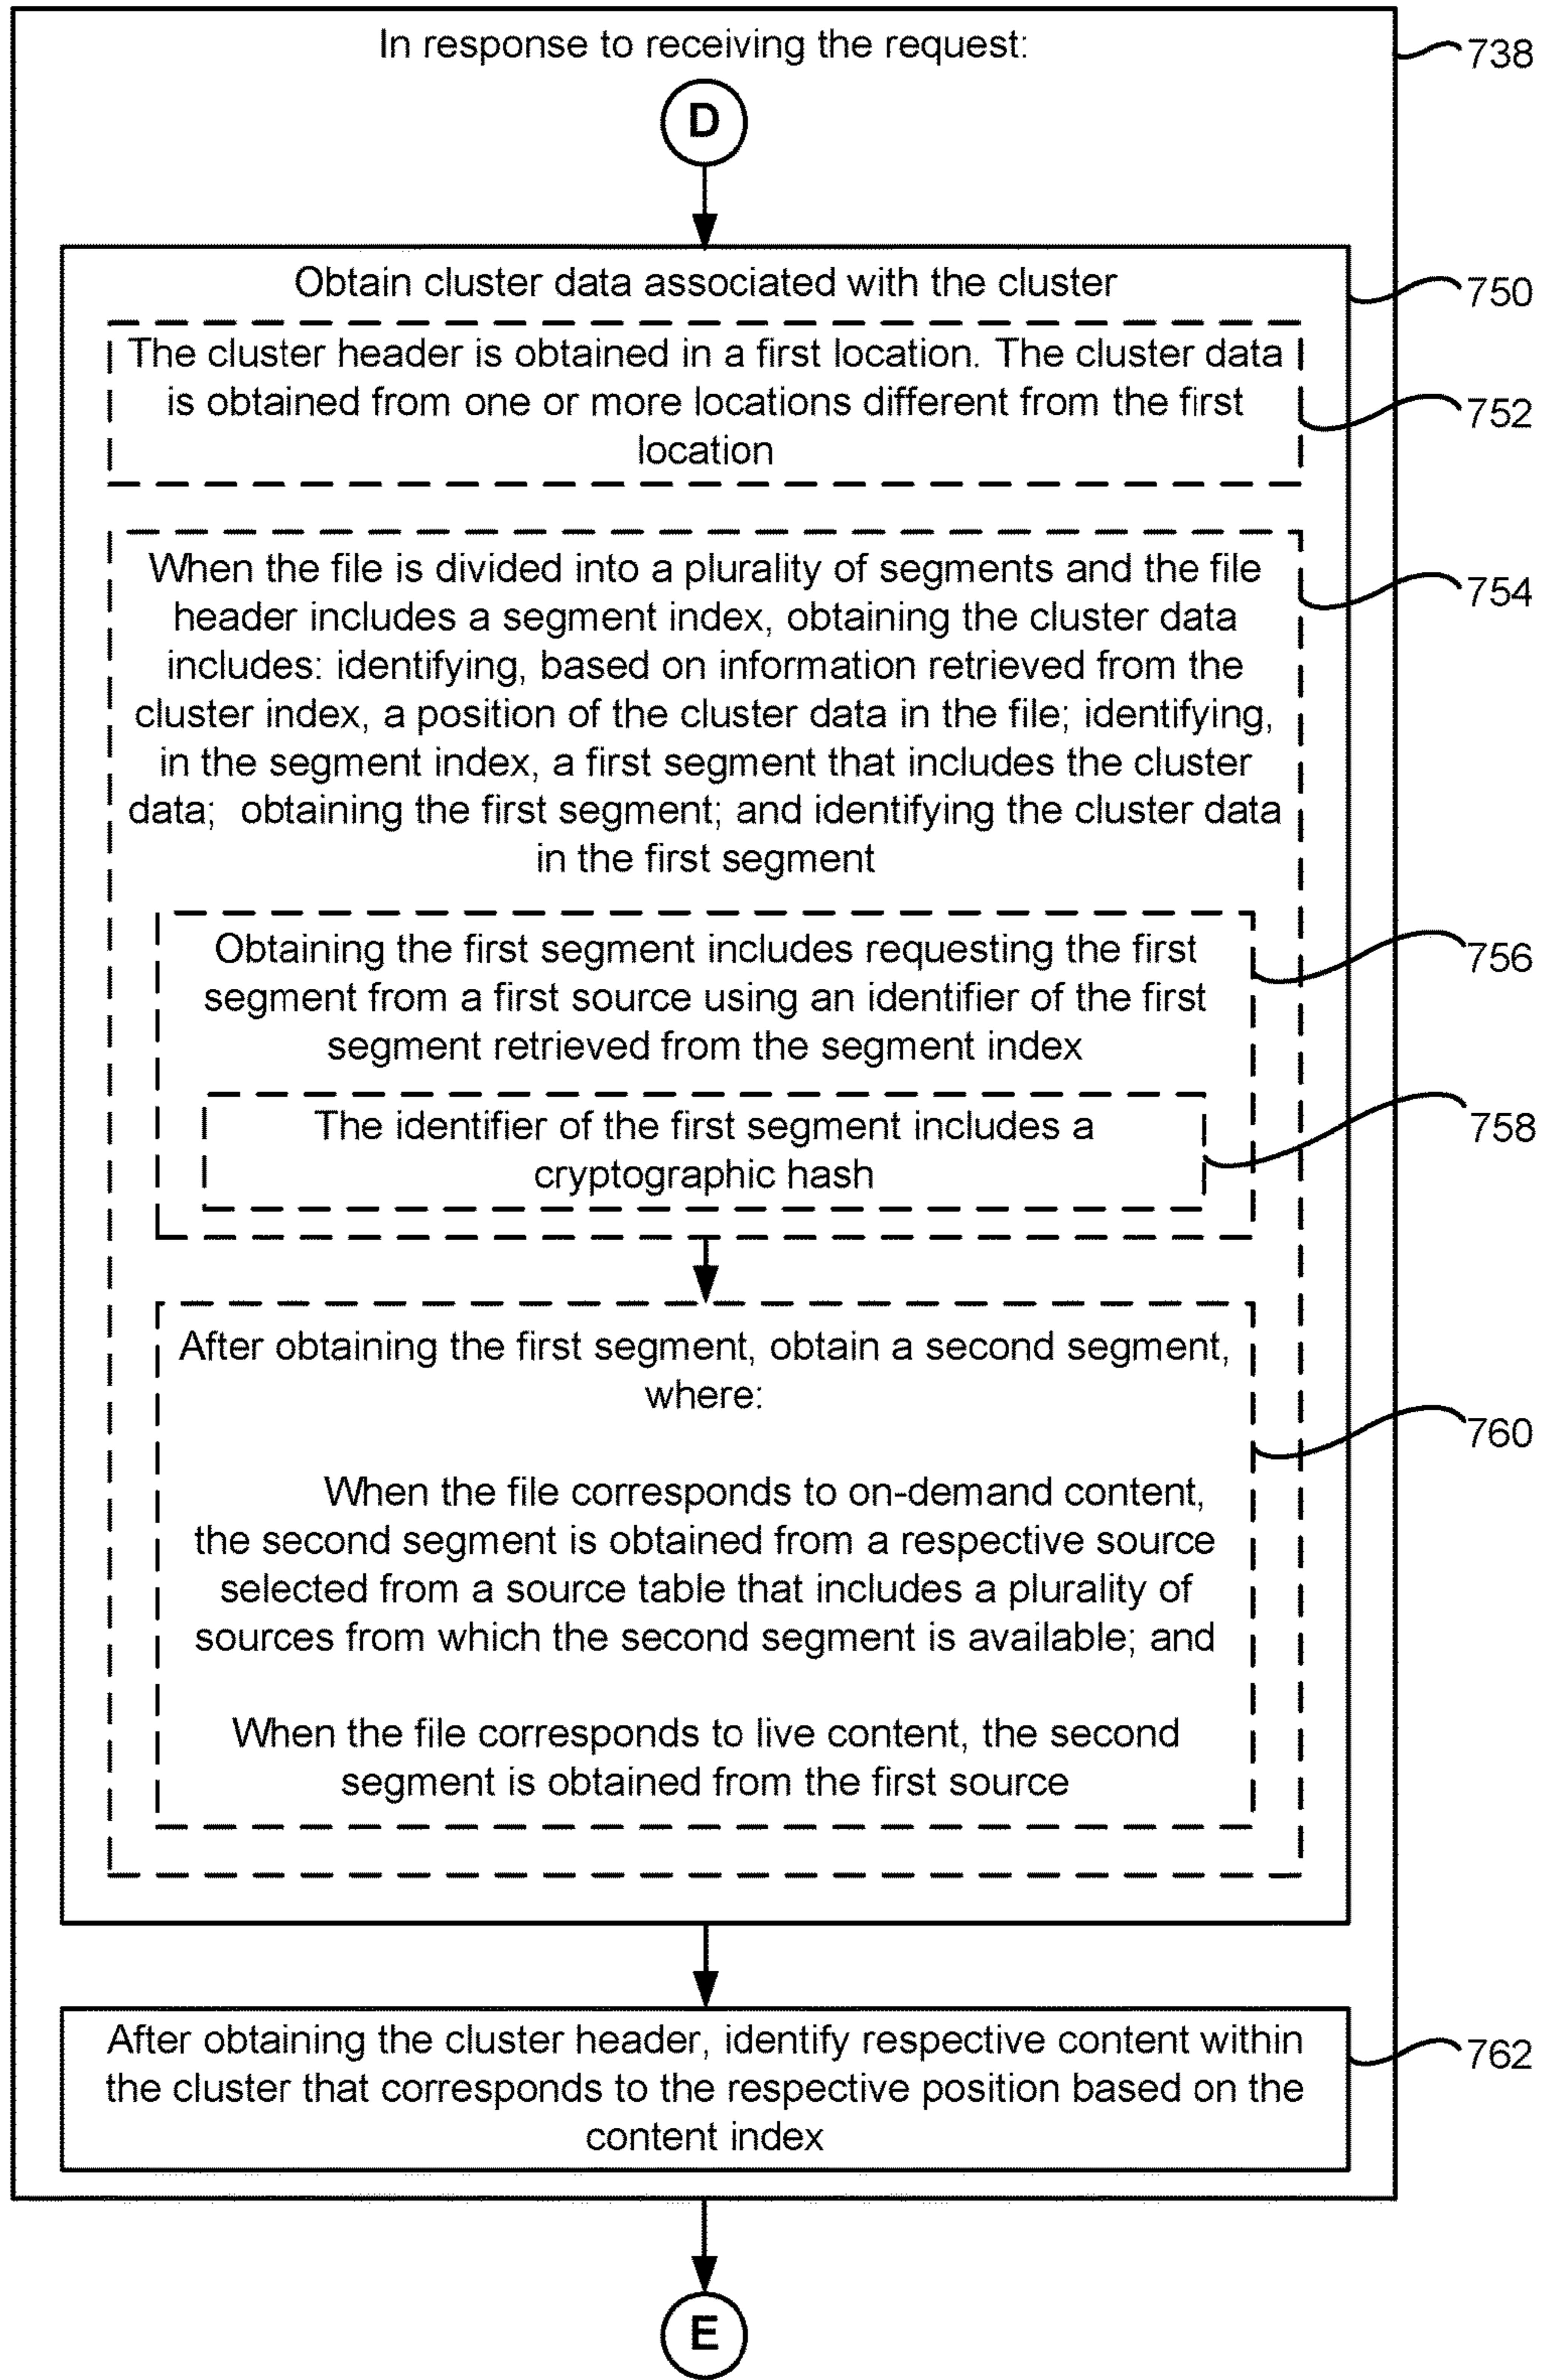 In response to receiving the request:
738
D
Obtain cluster data associated with the cluster
750
The cluster header is obtained in a first location. The cluster data
is obtained from one or more locations different from the first
location
752
When the file is divided into a plurality of segments and the file
header includes a segment index, obtaining the cluster data
includes: identifying, based on information retrieved from the
cluster index, a position of the cluster data in the file; identifying,
in the segment index, a first segment that includes the cluster
data; obtaining the first segment; and identifying the cluster data
in the first segment
754
Obtaining the first segment includes requesting the first
segment from a first source using an identifier of the first
segment retrieved from the segment index
756
The identifier of the first segment includes a
cryptographic hash
758
After obtaining the first segment, obtain a second segment,
where:
When the file corresponds to on-demand content,
the second segment is obtained from a respective source
selected from a source table that includes a plurality of
sources from which the second segment is available; and
When the file corresponds to live content, the second
segment is obtained from the first source
760
After obtaining the cluster header, identify respective content within
the cluster that corresponds to the respective position based on the
content index
762
E